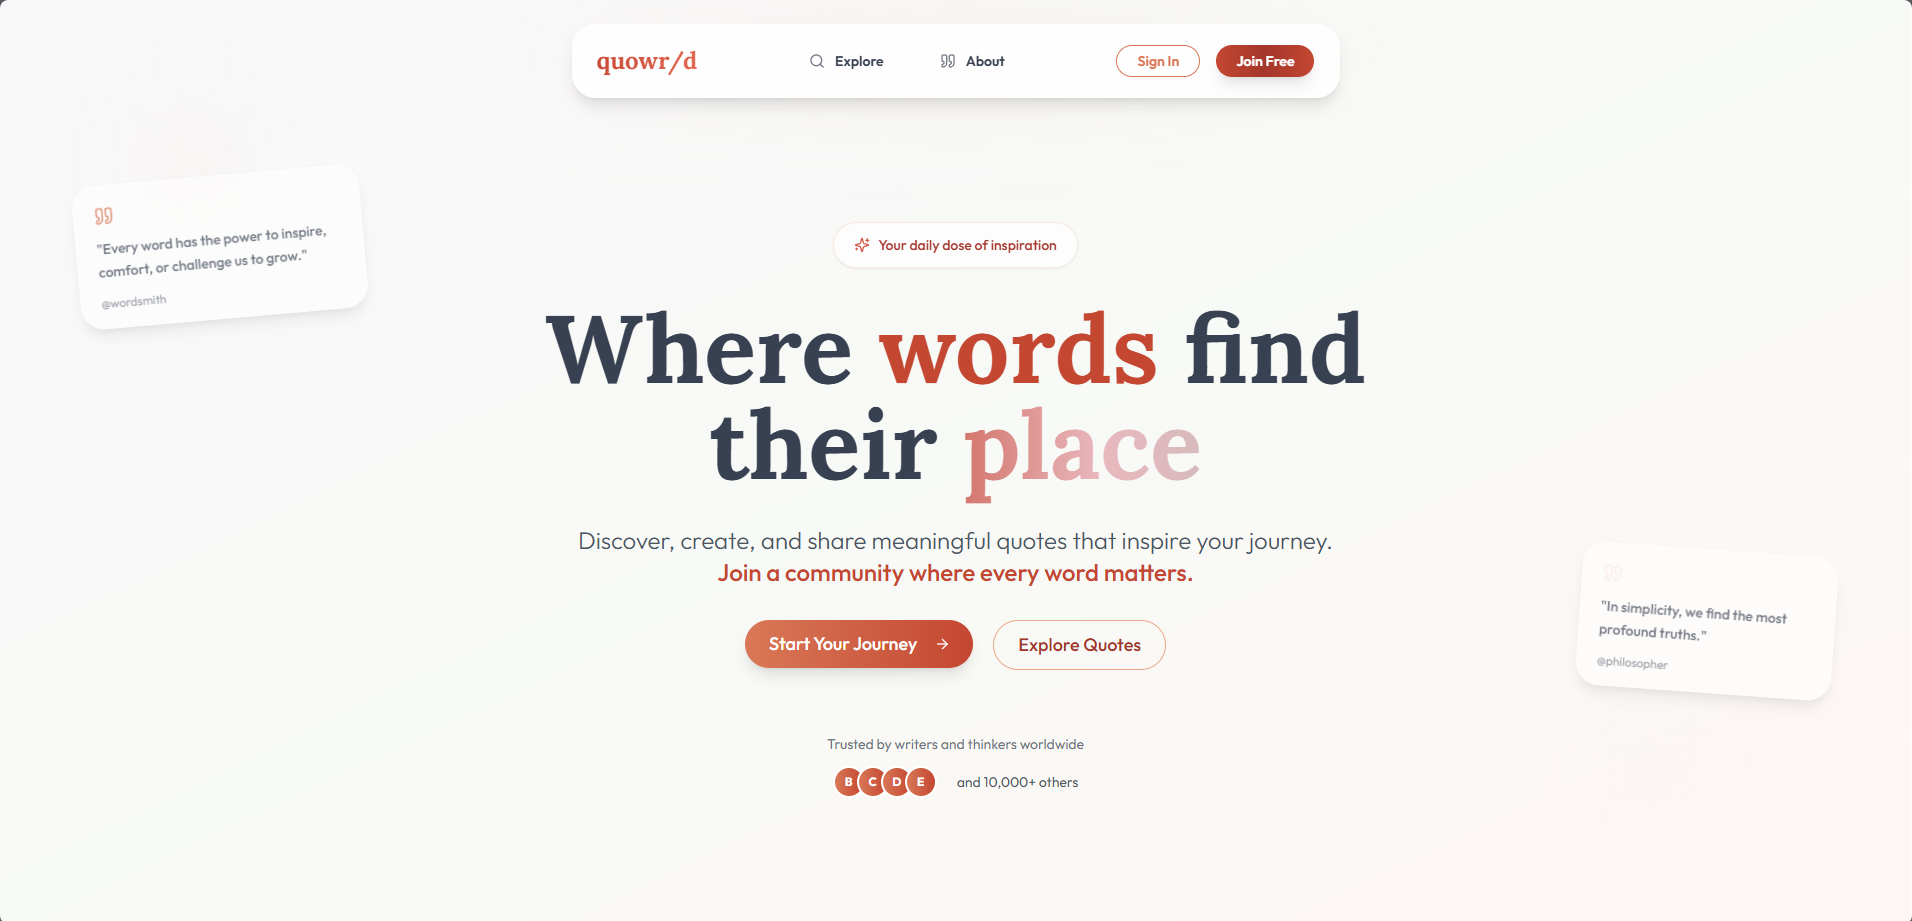 quowr/d
Explore
About
Sign In
Join Free
"Every word has the power to inspire,
comfort, or challenge us to grow."
@wordsmith
Your daily dose of inspiration
Where words find
their place
Discover, create, and share meaningful quotes that inspire your journey.
Join a community where every word matters.
Start Your Journey →
Explore Quotes
"In simplicity, we find the most
profound truths."
@philosopher
Trusted by writers and thinkers worldwide
B C D E
and 10,000+ others